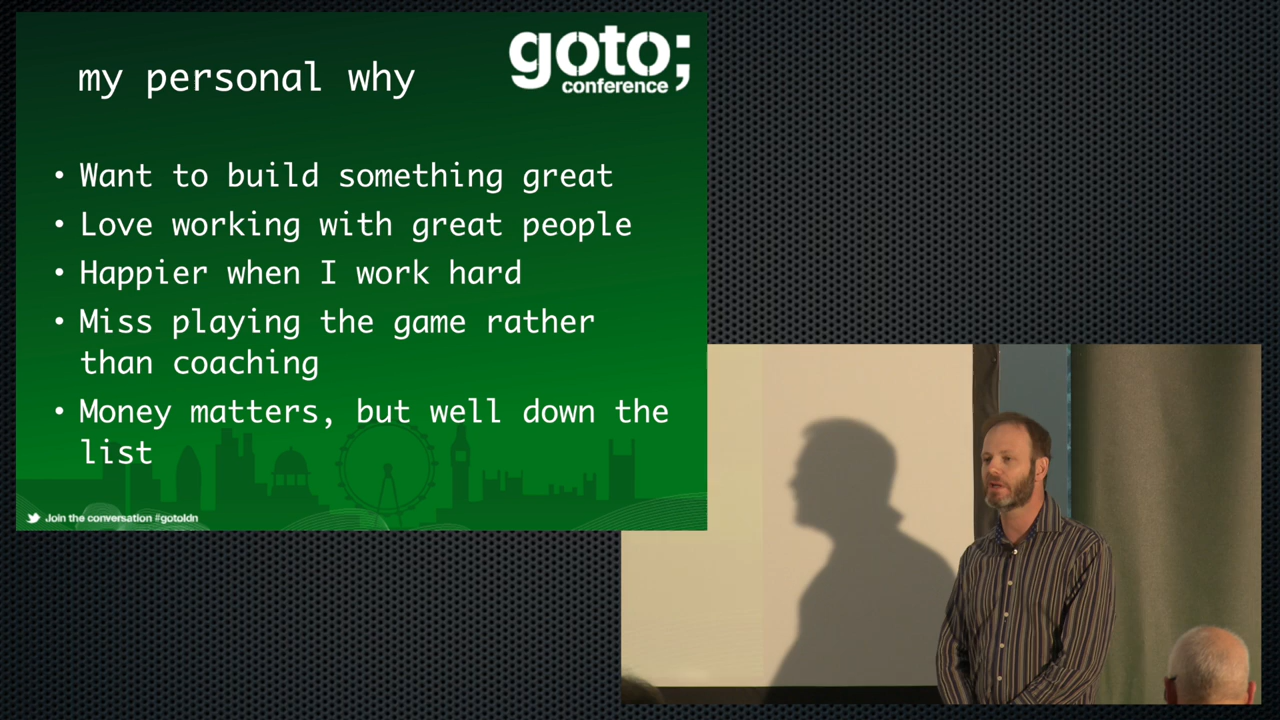 my personal why
goto;
conference
• Want to build something great
• Love working with great people
• Happier when I work hard
• Miss playing the game rather
than coaching
• Money matters, but well down the
list
Join the conversation #gotoldn